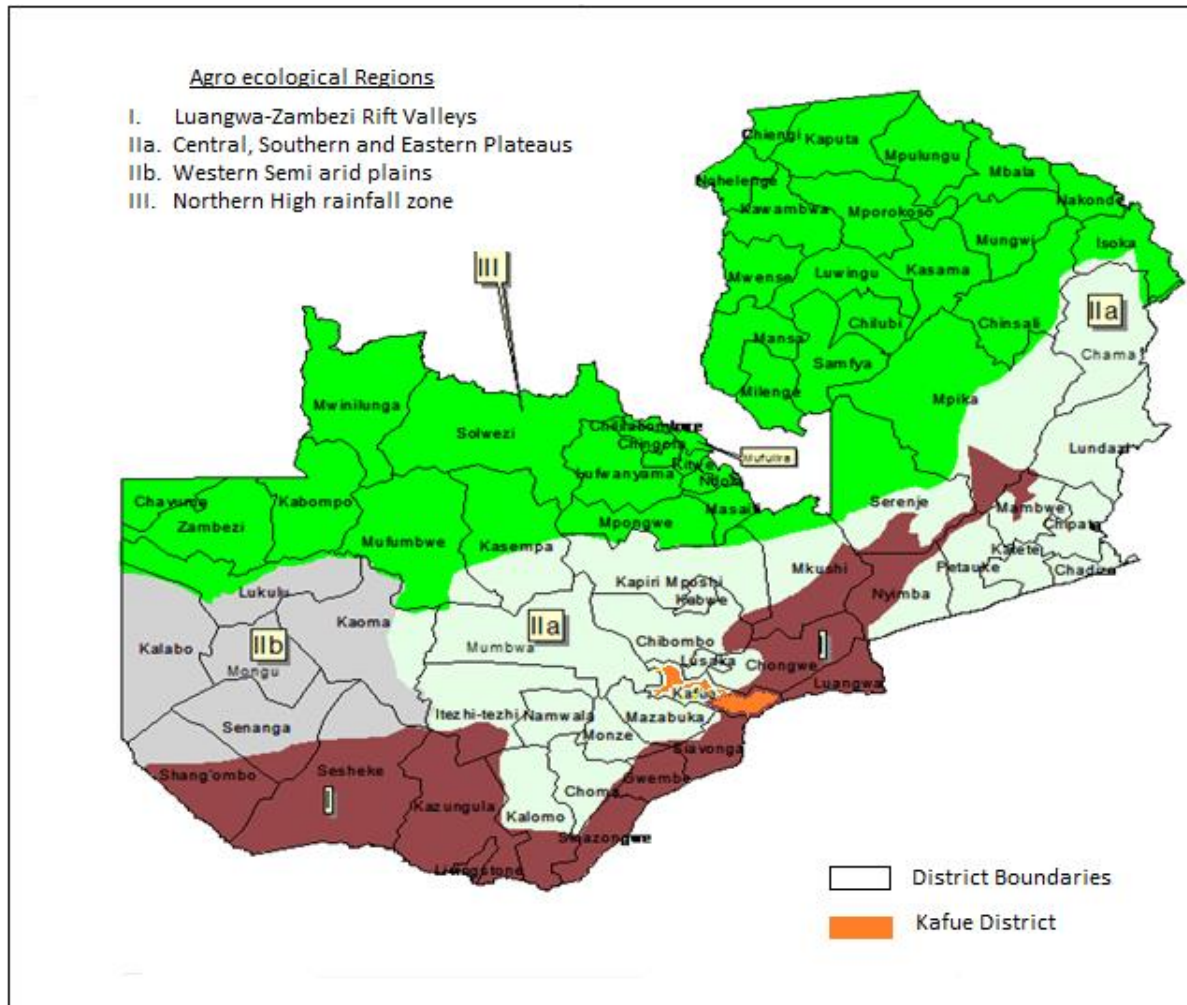 Agro ecological Regions
I. Luangwa-Zambezi Rift Valleys
IIa. Central, Southern and Eastern Plateaus
IIb. Western Semi arid plains
III. Northern High rainfall zone
Chiengi
Kaputa
Mpulungu
Mbala
Nakonde
Isoka
Kawambwa
Mporokoso
Mungwi
Mwense
Luwingu
Kasama
III
IIa
Mansa
Chilubi
Chinsali
Chama
Samfya
Milenge
Mpika
Mwinilunga
Solwezi
Lundazi
Chingola
Mufulira
Kitwe
Lufwanyama
Ndola
Kabompo
Zambezi
Serenje
Mambwe
Chipata
Masaiti
Mpongwe
Mufumbwe
Kasempa
Katete
Petauke
Chadiza
Mkushi
Kapiri Mposhi
Kabwe
Nyimba
Lukulu
Kaoma
IIa
IIb
Kalabo
Mumbwa
Chibombo
I
Mongu
Lusaka
Chongwe
Luangwa
Kafue
Senanga
Itezhi-tezhi
Namwala
Mazabuka
Monze
Siavonga
Shang'ombo
Sesheke
Gwembe
I
Kazungula
Choma
Kalomo
Livingstone
District Boundaries
Kafue District